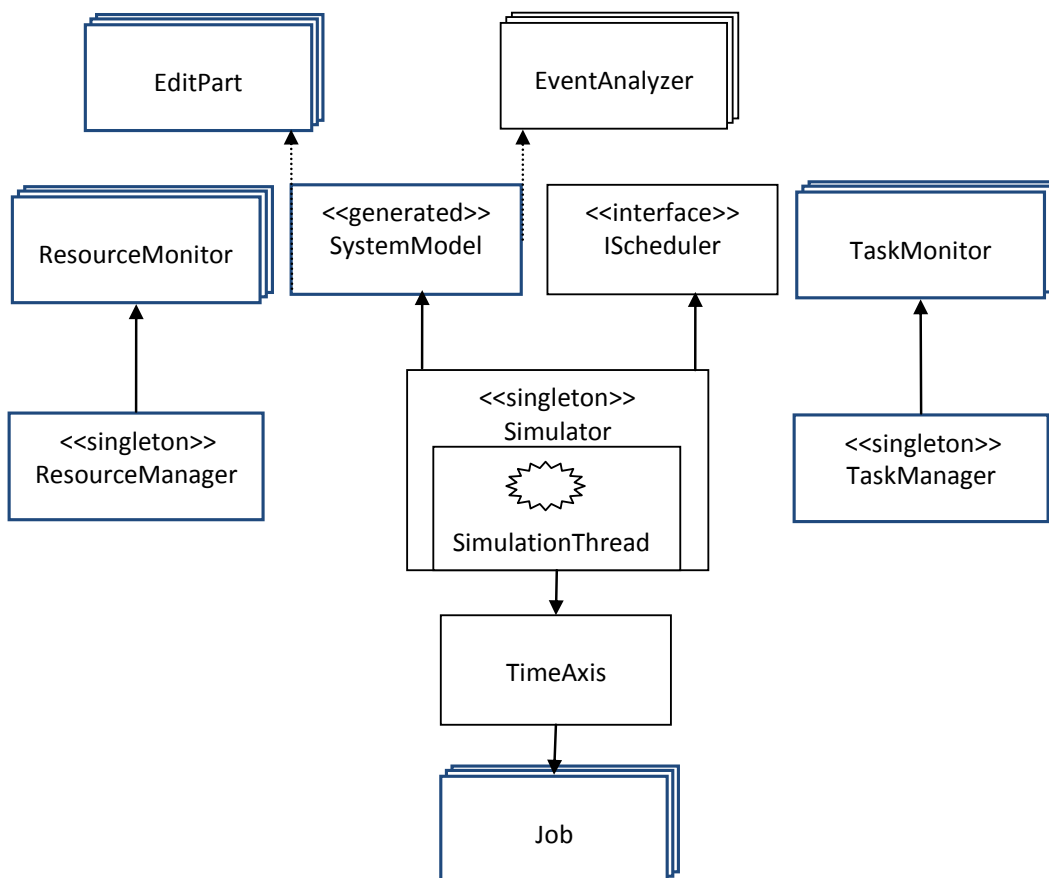 EditPart
EventAnalyzer
ResourceMonitor
<<generated>>
SystemModel
<<interface>>
IScheduler
TaskMonitor
<<singleton>>
ResourceManager
<<singleton>>
Simulator
SimulationThread
<<singleton>>
TaskManager
TimeAxis
Job